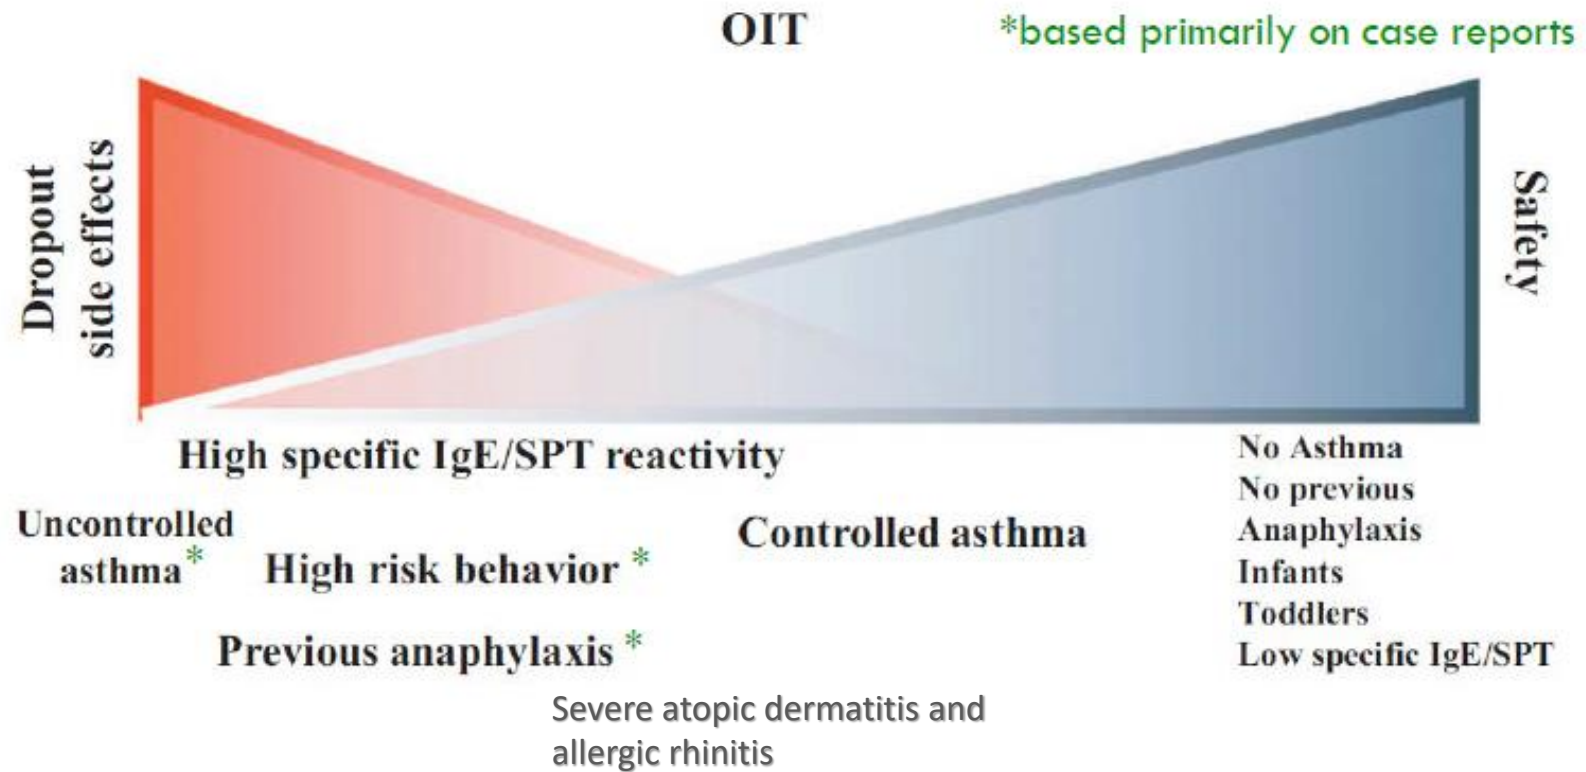 OIT
*based primarily on case reports
Dropout
side effects
Safety
High specific IgE/SPT reactivity
Uncontrolled
asthma*
High risk behavior *
Previous anaphylaxis *
Severe atopic dermatitis and
allergic rhinitis
Controlled asthma
No Asthma
No previous
Anaphylaxis
Infants
Toddlers
Low specific IgE/SPT